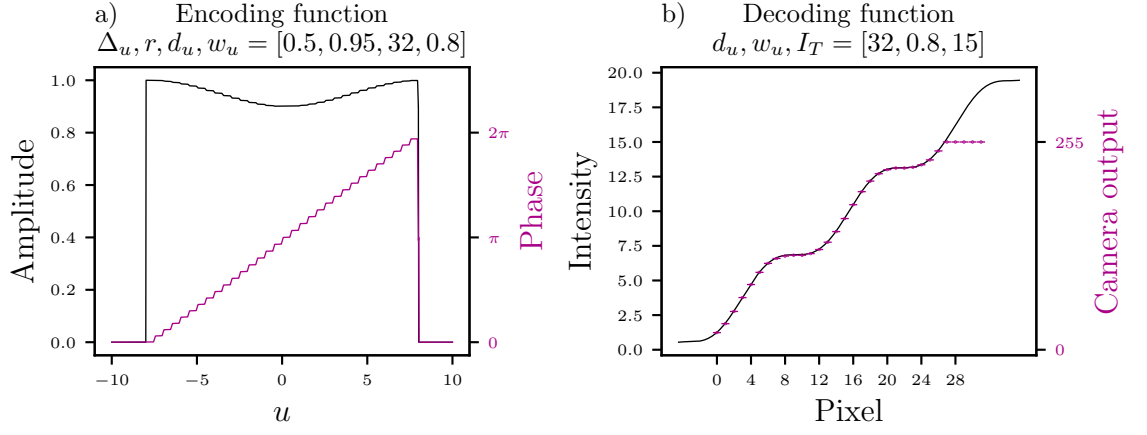 a) Encoding function
Δ_u, r, d_u, w_u = [0.5, 0.95, 32, 0.8]
1.0
0.8
0.6
0.4
0.2
0.0
Amplitude
2π
π
0
Phase
−10 −5 0 5 10
u
b) Decoding function
d_u, w_u, I_T = [32, 0.8, 15]
20.0
17.5
15.0
12.5
10.0
7.5
5.0
2.5
0.0
Intensity
255
0
Camera output
0 4 8 12 16 20 24 28
Pixel